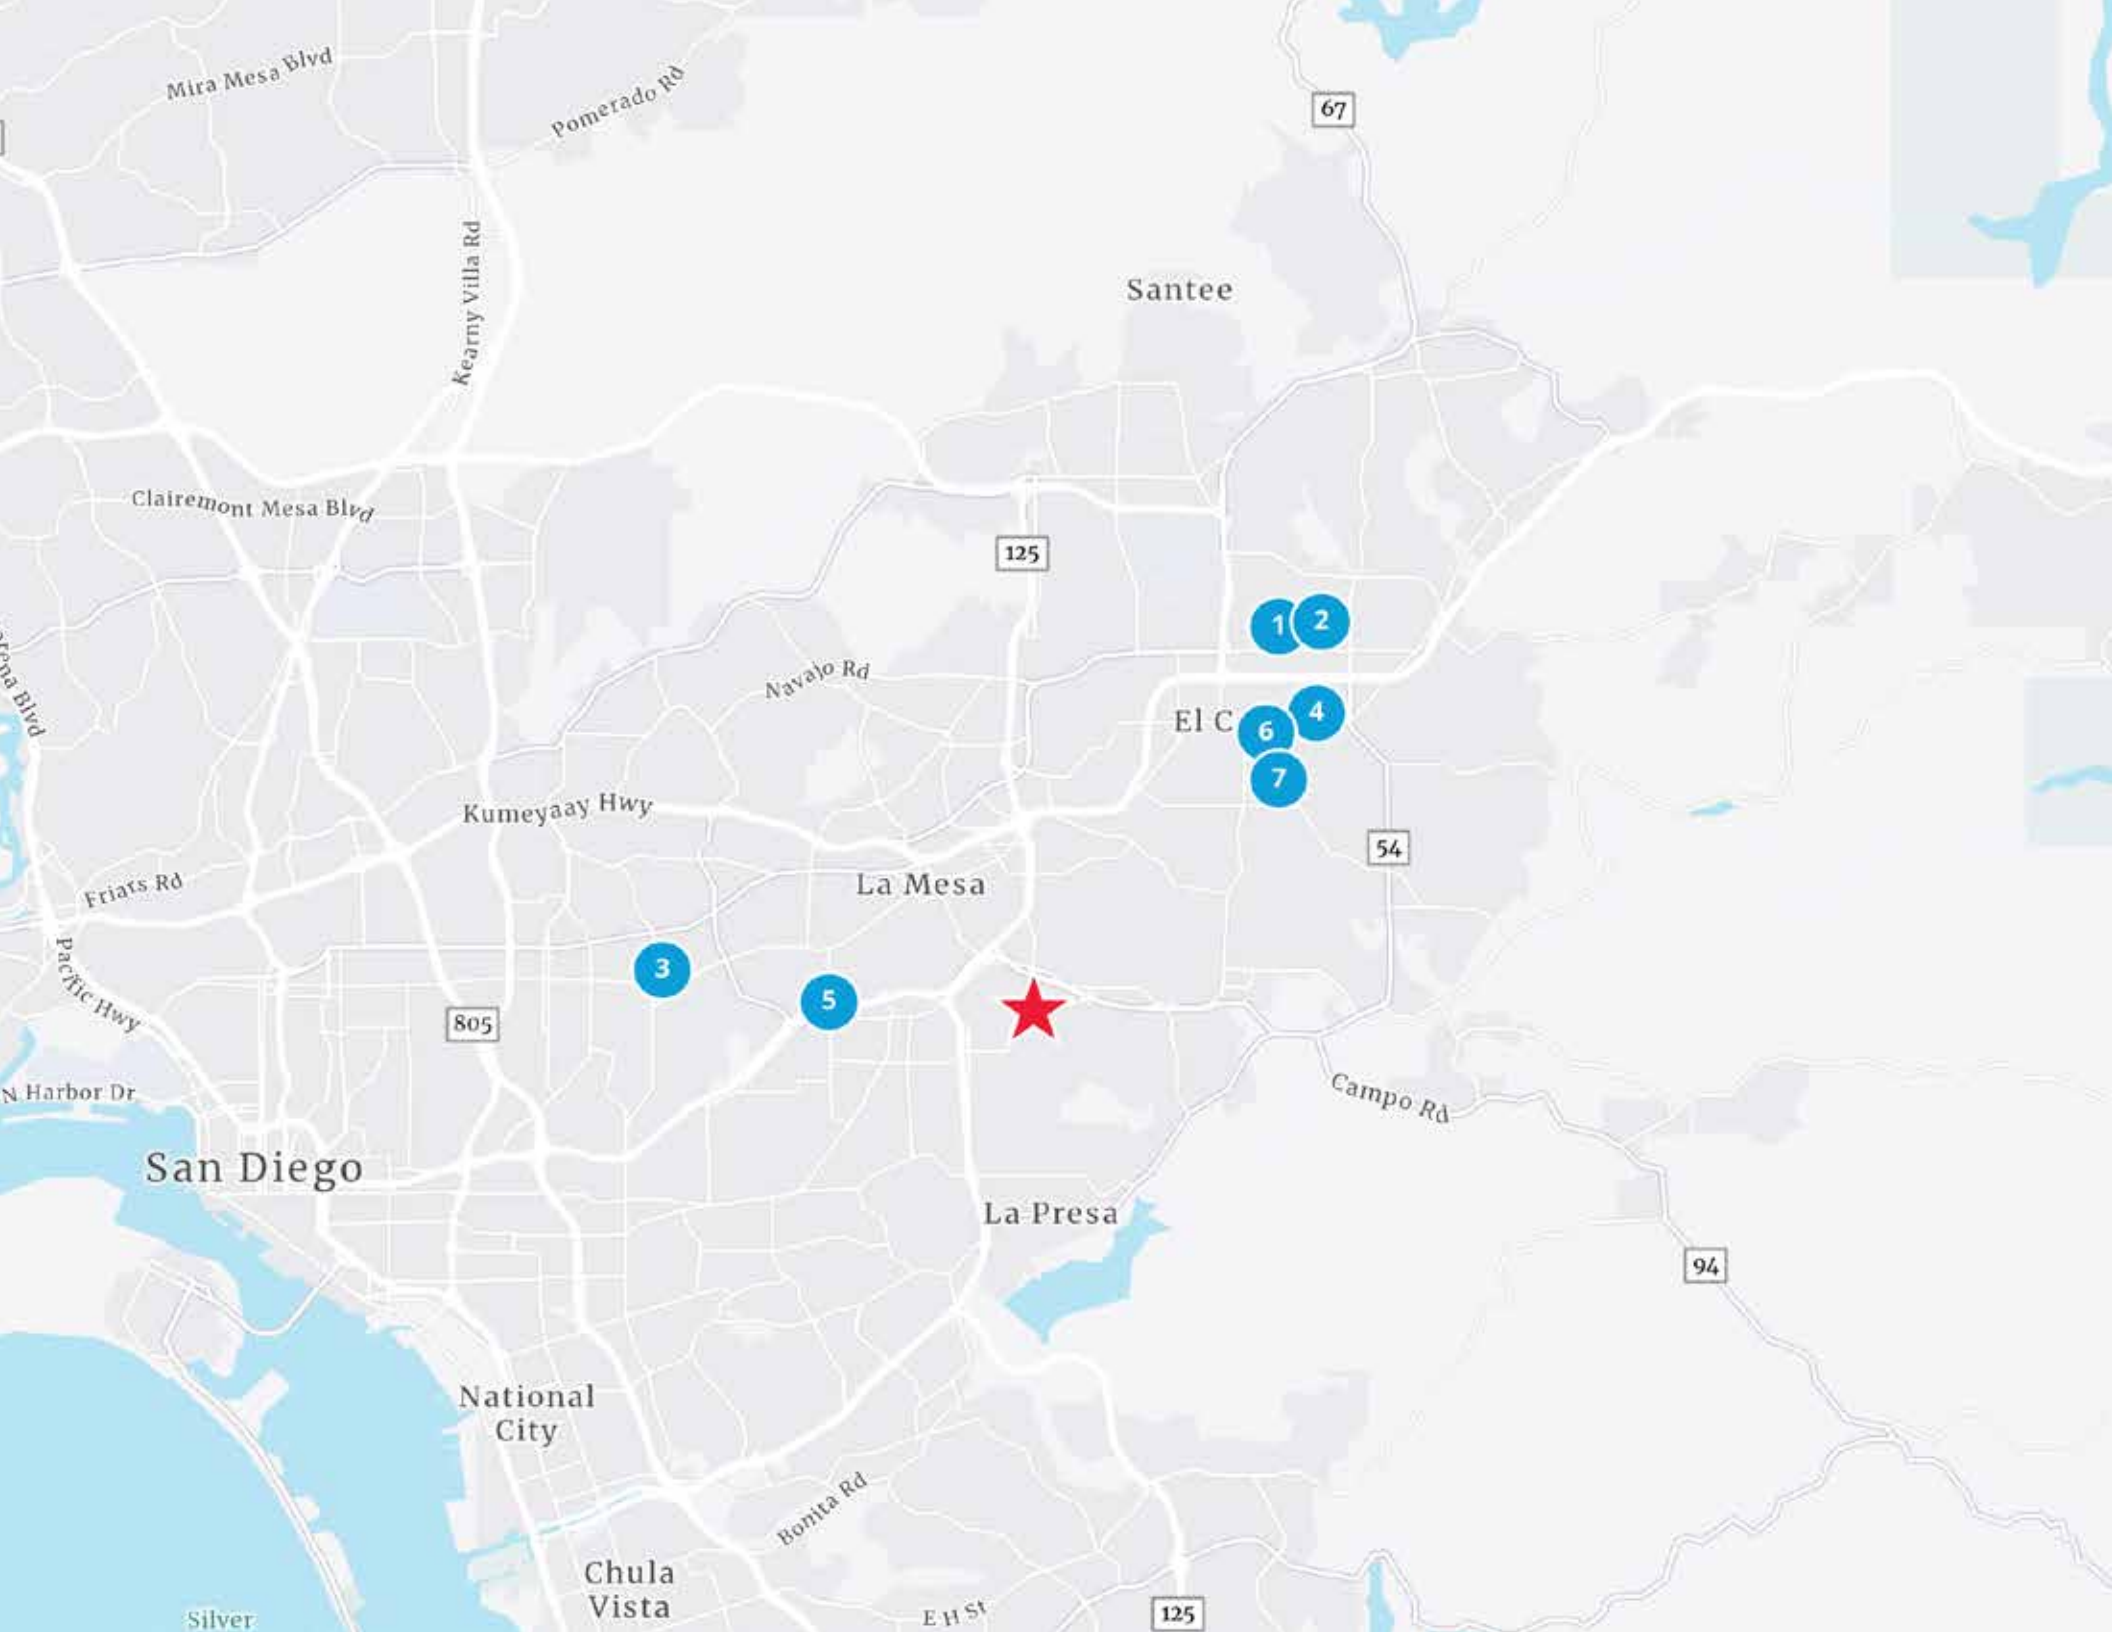 Mira Mesa Blvd
Pomerado Rd
67
Kearny Villa Rd
Santee
Clairemont Mesa Blvd
125
1
2
Navajo Rd
El C
6
4
7
Kumeyaay Hwy
54
Friars Rd
La Mesa
3
5
Pacific Hwy
805
N Harbor Dr
Campo Rd
San Diego
La Presa
94
National
City
Bonita Rd
Chula
Vista
E H St
125
Silver